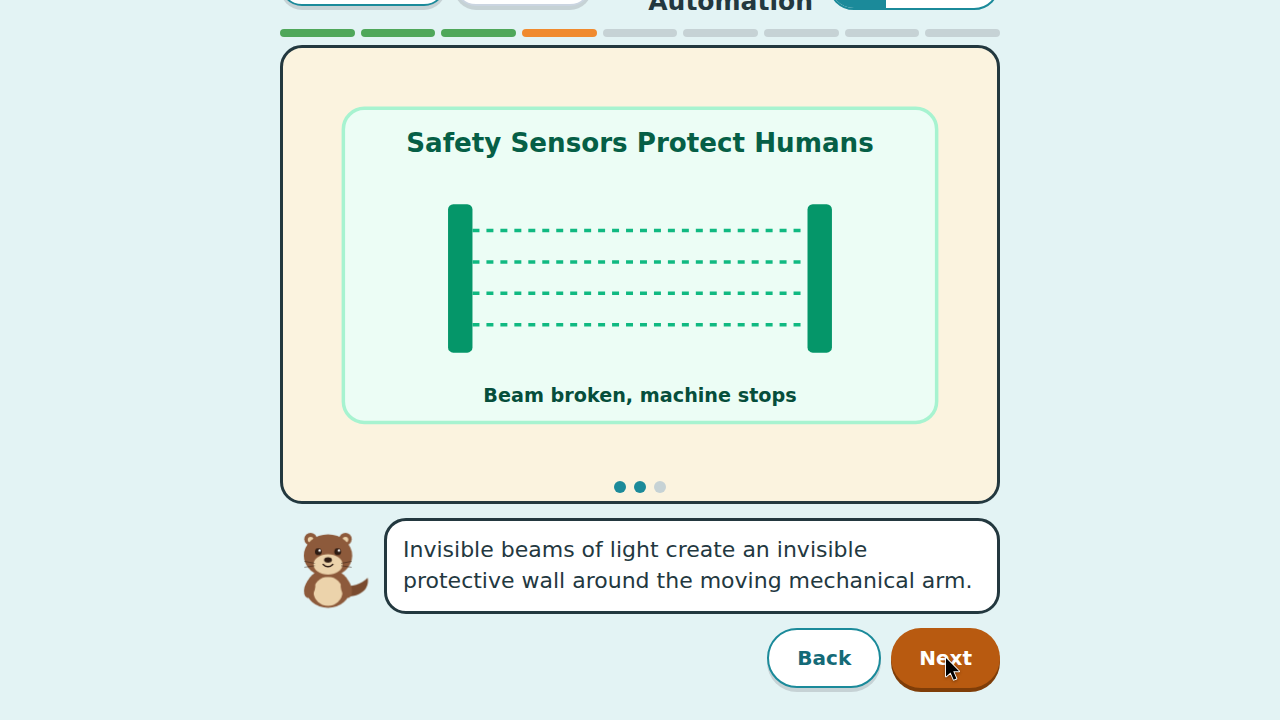 Automation
Safety Sensors Protect Humans
Beam broken, machine stops
Invisible beams of light create an invisible
protective wall around the moving mechanical arm.
Back
Next